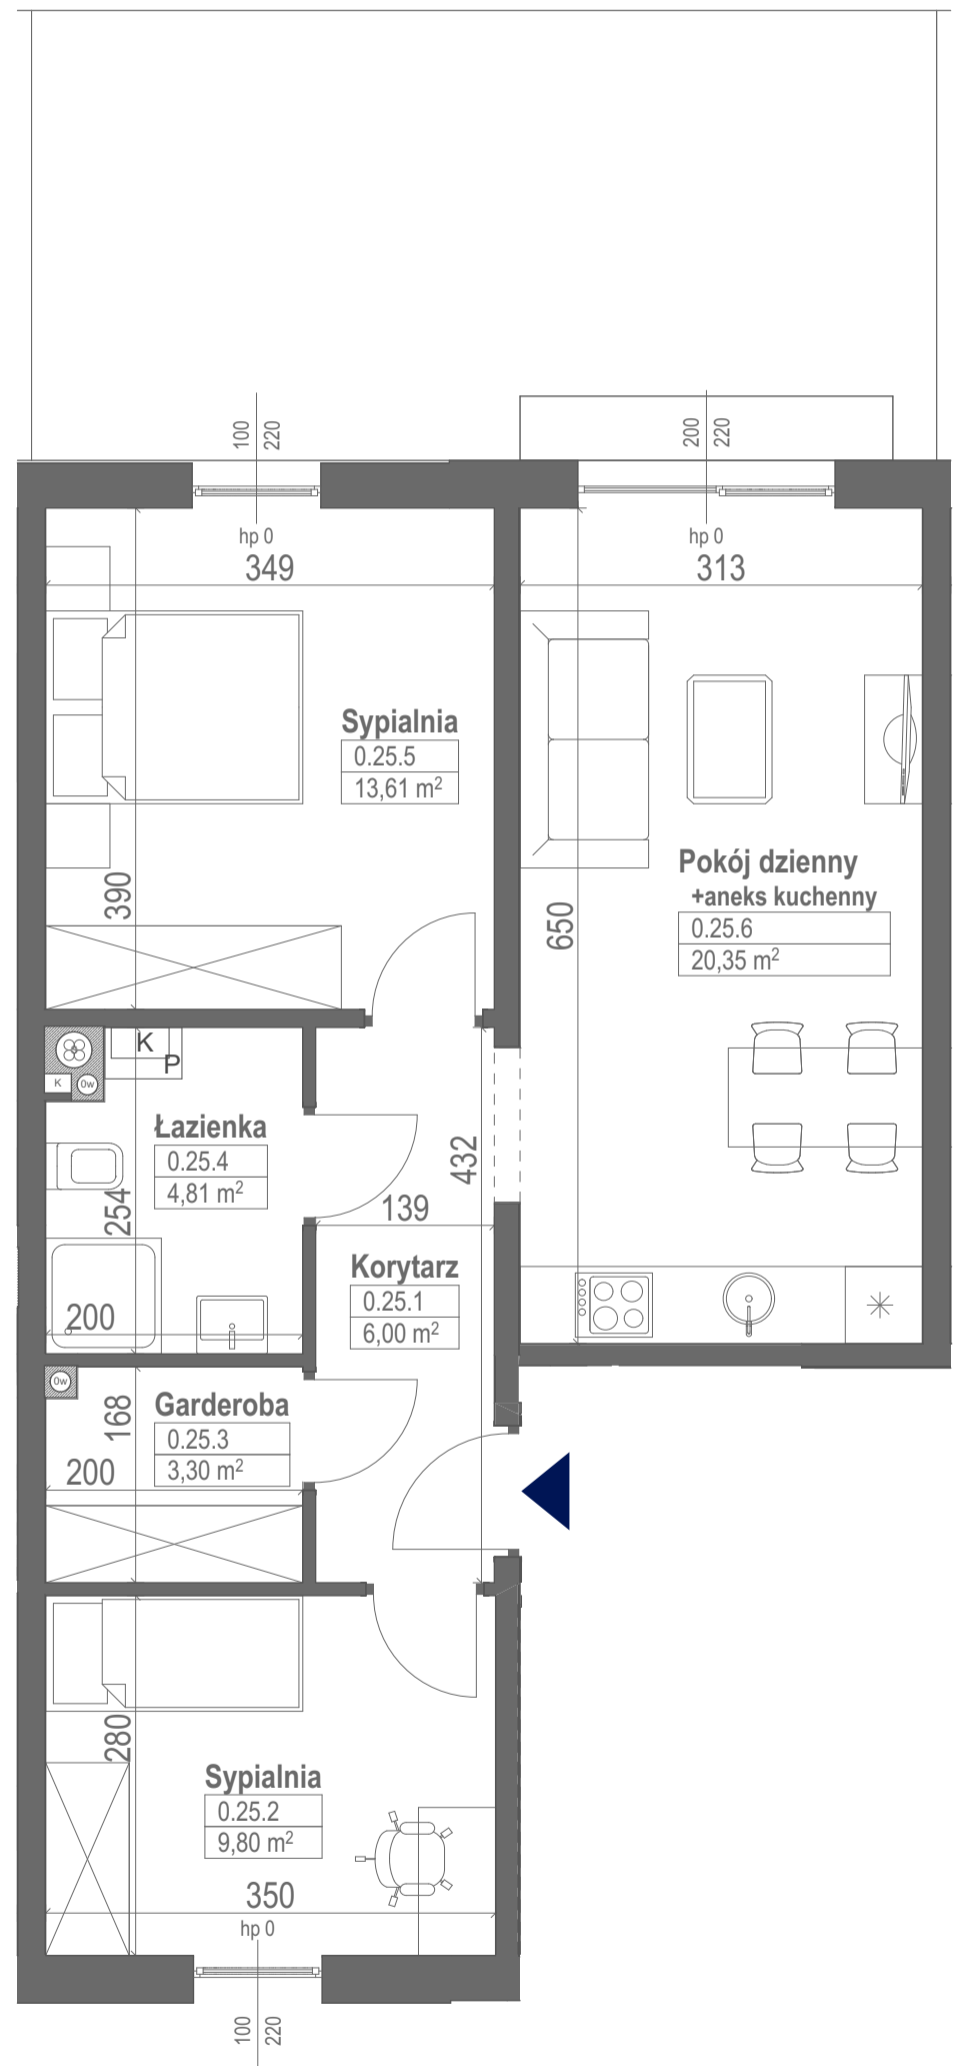 100
220
200
220
hp 0
hp 0
349
313
Sypialnia
0.25.5
13,61 m²
Pokój dzienny
+aneks kuchenny
0.25.6
20,35 m²
390
650
K
P
K
0w
Łazienka
0.25.4
4,81 m²
254
432
139
200
Korytarz
0.25.1
6,00 m²
0w
Garderoba
0.25.3
3,30 m²
168
200
280
Sypialnia
0.25.2
9,80 m²
350
hp 0
100
220